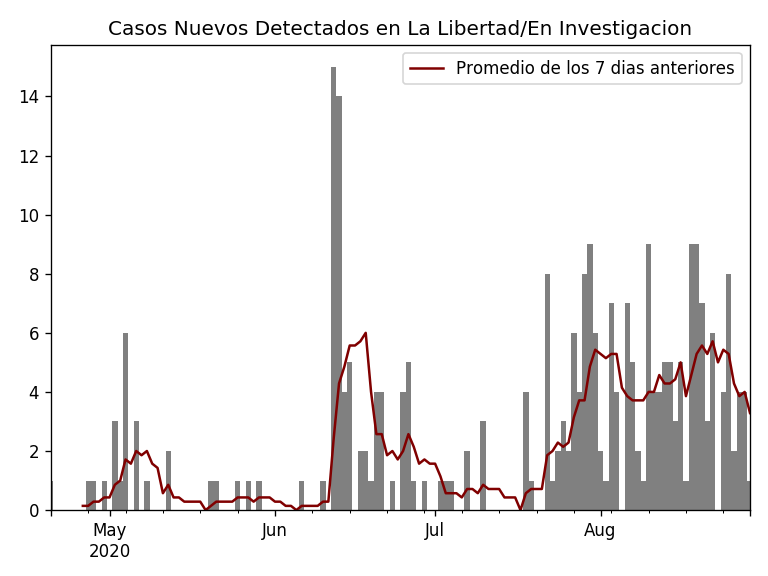 Casos Nuevos Detectados en La Libertad/En Investigacion
Promedio de los 7 dias anteriores
14
12
10
8
6
4
2
0
May
2020
Jun
Jul
Aug